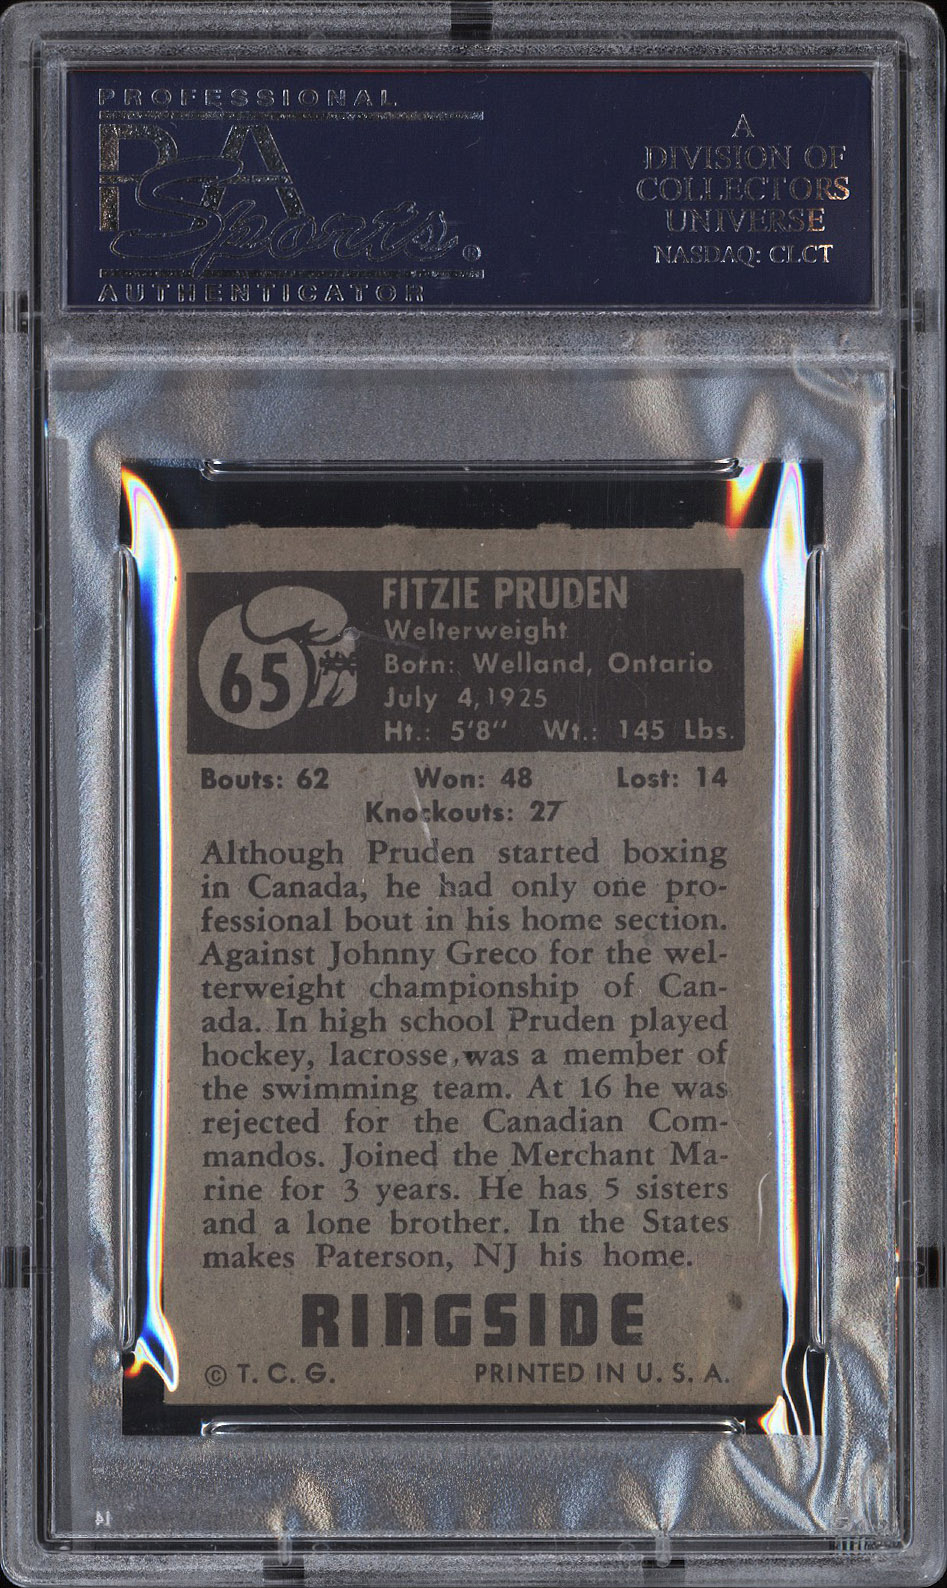 PROFESSIONAL
PSA
Sports®
AUTHENTICATOR
A
DIVISION OF
COLLECTORS
UNIVERSE
NASDAQ: CLCT
65
FITZIE PRUDEN
Welterweight
Born: Welland, Ontario
July 4, 1925
Ht.: 5'8" Wt.: 145 Lbs.
Bouts: 62 Won: 48 Lost: 14
Knockouts: 27
Although Pruden started boxing
in Canada, he had only one pro-
fessional bout in his home section.
Against Johnny Greco for the wel-
terweight championship of Can-
ada. In high school Pruden played
hockey, lacrosse, was a member of
the swimming team. At 16 he was
rejected for the Canadian Com-
mandos. Joined the Merchant Ma-
rine for 3 years. He has 5 sisters
and a lone brother. In the States
makes Paterson, NJ his home.
RINGSIDE
© T. C. G. PRINTED IN U. S. A.
14